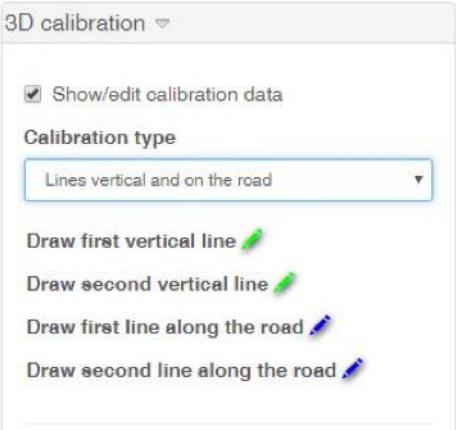 3D calibration
Show/edit calibration data
Calibration type
Lines vertical and on the road
Draw first vertical line
Draw second vertical line
Draw first line along the road
Draw second line along the road